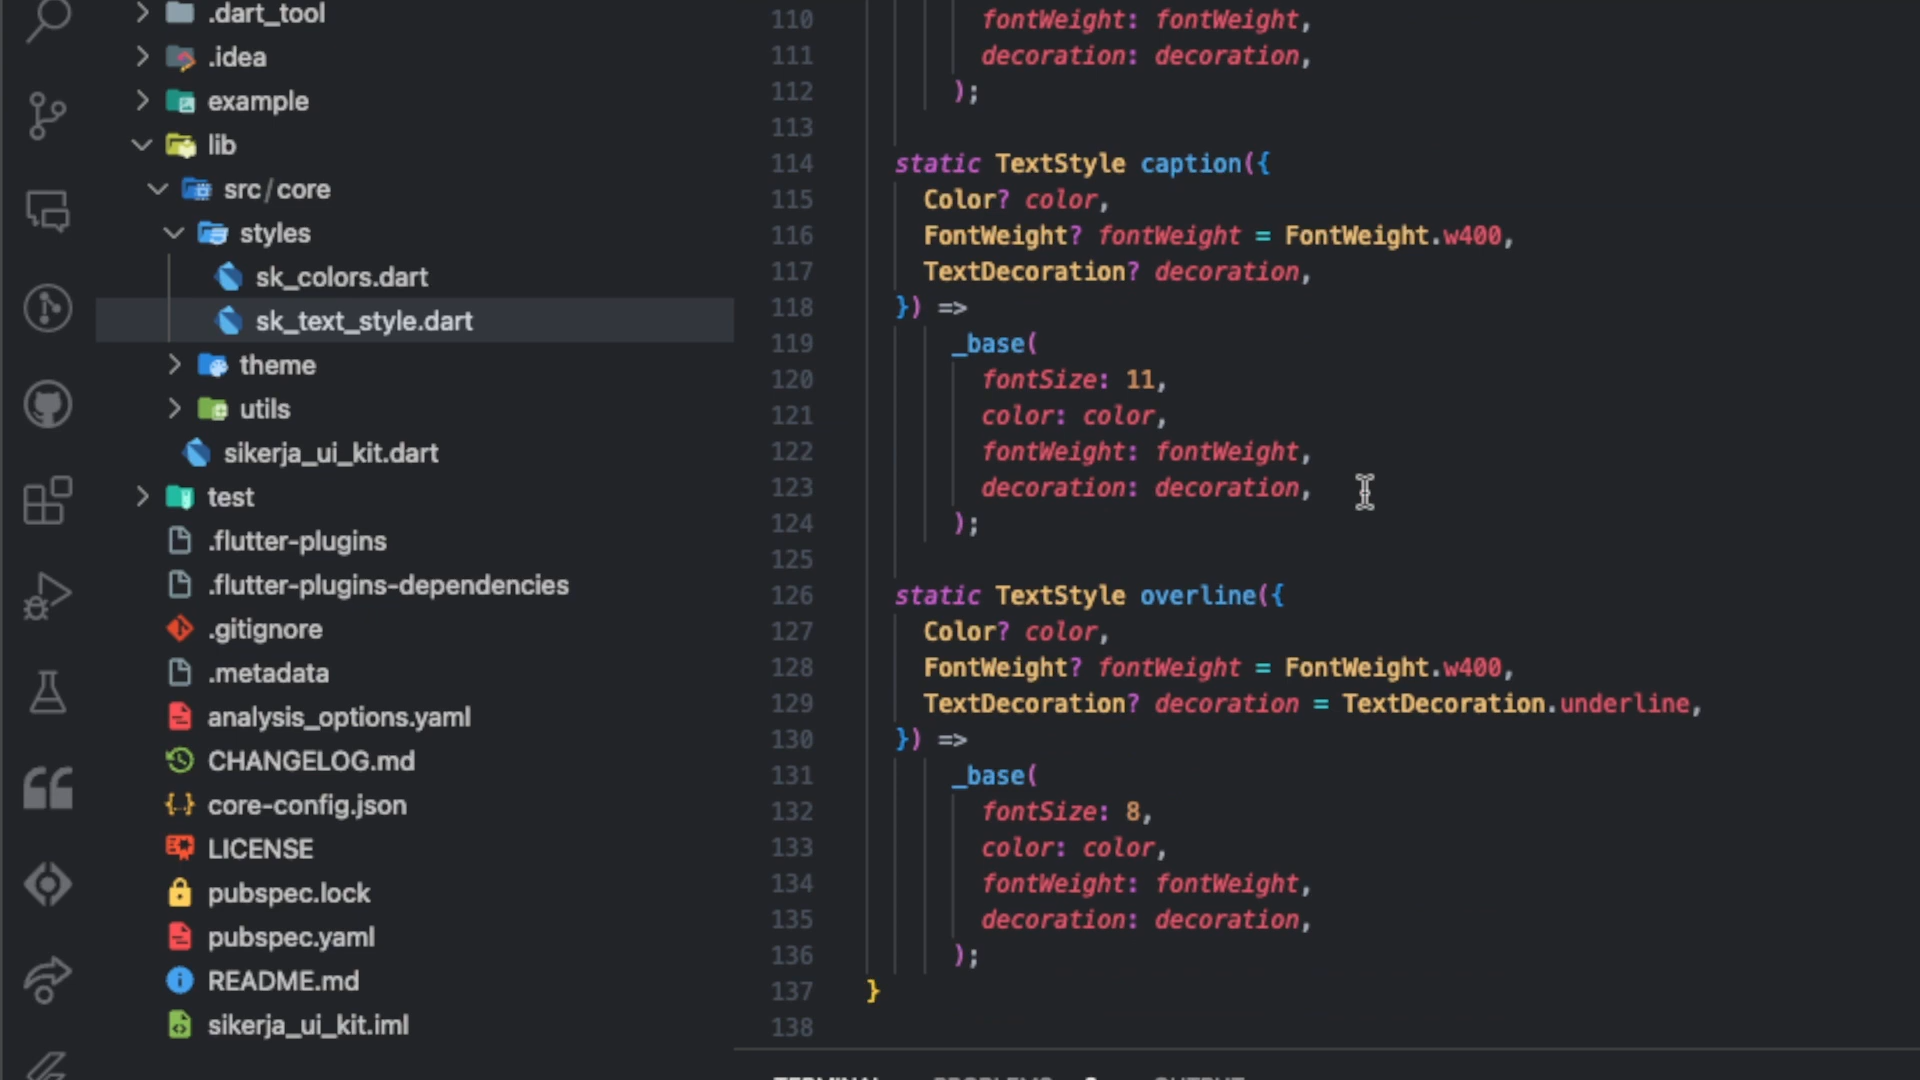 .dart_tool
.idea
example
lib
src/core
styles
sk_colors.dart
sk_text_style.dart
theme
utils
sikerja_ui_kit.dart
test
.flutter-plugins
.flutter-plugins-dependencies
.gitignore
.metadata
analysis_options.yaml
CHANGELOG.md
core-config.json
LICENSE
pubspec.lock
pubspec.yaml
README.md
sikerja_ui_kit.iml
110 fontWeight: fontWeight,
111 decoration: decoration,
112 );
113
114 static TextStyle caption({
115 Color? color,
116 FontWeight? fontWeight = FontWeight.w400,
117 TextDecoration? decoration,
118 }) =>
119 _base(
120 fontSize: 11,
121 color: color,
122 fontWeight: fontWeight,
123 decoration: decoration,
124 );
125
126 static TextStyle overline({
127 Color? color,
128 FontWeight? fontWeight = FontWeight.w400,
129 TextDecoration? decoration = TextDecoration.underline,
130 }) =>
131 _base(
132 fontSize: 8,
133 color: color,
134 fontWeight: fontWeight,
135 decoration: decoration,
136 );
137 }
138
TERMINAL PROBLEMS OUTPUT